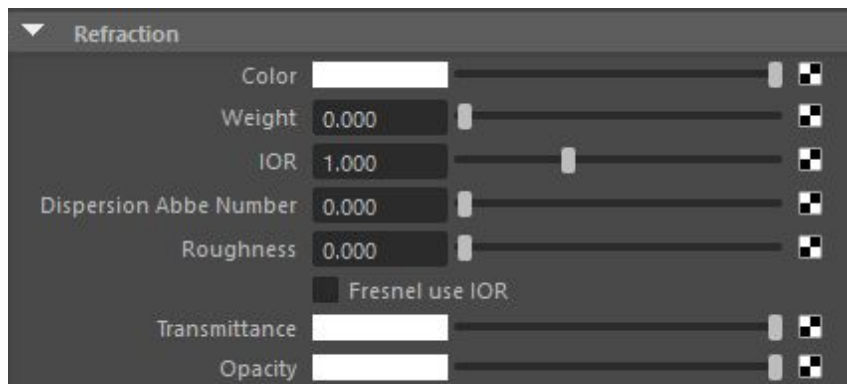 Refraction
Color
Weight 0.000
IOR 1.000
Dispersion Abbe Number 0.000
Roughness 0.000
Fresnel use IOR
Transmittance
Opacity